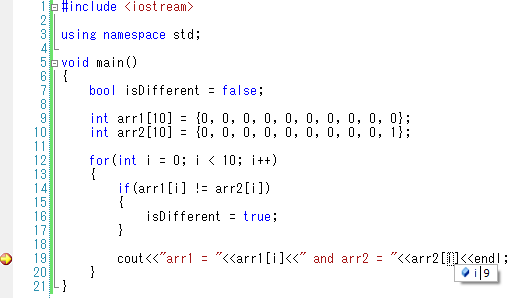 1 #include <iostream>
2
3 using namespace std;
4
5 void main()
6 {
7 bool isDifferent = false;
8
9 int arr1[10] = {0, 0, 0, 0, 0, 0, 0, 0, 0, 0};
10 int arr2[10] = {0, 0, 0, 0, 0, 0, 0, 0, 0, 1};
11
12 for(int i = 0; i < 10; i++)
13 {
14 if(arr1[i] != arr2[i])
15 {
16 isDifferent = true;
17 }
18
19 cout<<"arr1 = "<<arr1[i]<<" and arr2 = "<<arr2[i]<<endl;
i 9
20 }
21 }